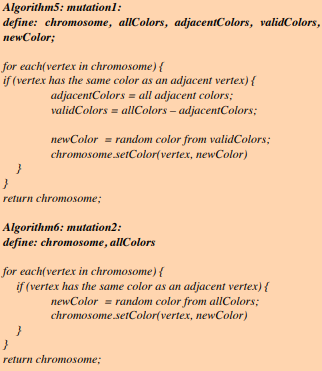 Algorithm5: mutation1:
define: chromosome, allColors, adjacentColors, validColors,
newColor;
for each(vertex in chromosome) {
if (vertex has the same color as an adjacent vertex) {
adjacentColors = all adjacent colors;
validColors = allColors – adjacentColors;
newColor = random color from validColors;
chromosome.setColor(vertex, newColor)
}
}
return chromosome;
Algorithm6: mutation2:
define: chromosome, allColors
for each(vertex in chromosome) {
if (vertex has the same color as an adjacent vertex) {
newColor = random color from allColors;
chromosome.setColor(vertex, newColor)
}
}
return chromosome;